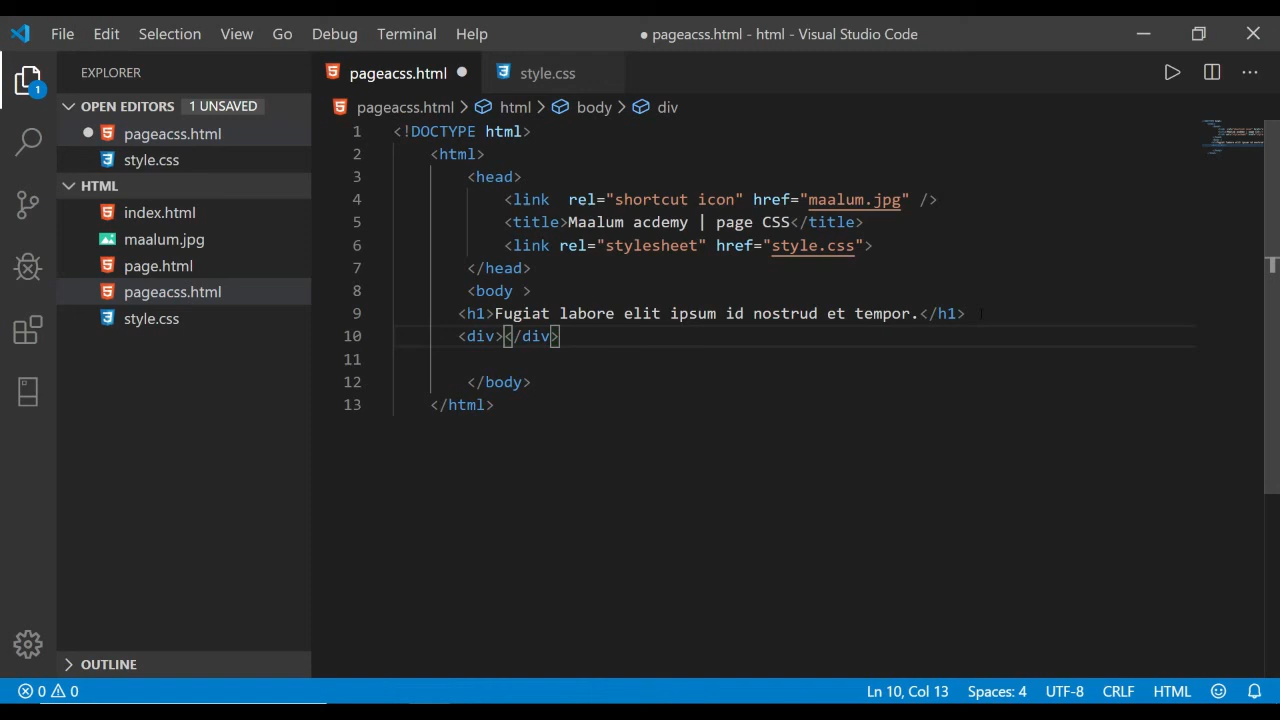 File Edit Selection View Go Debug Terminal Help ● pageacss.html - html - Visual Studio Code
EXPLORER
pageacss.html ●
style.css
OPEN EDITORS 1 UNSAVED
pageacss.html
style.css
HTML
index.html
maalum.jpg
page.html
pageacss.html
style.css
OUTLINE
1
pageacss.html > html > body > div
1 <!DOCTYPE html>
2 <html>
3 <head>
4 <link  rel="shortcut icon" href="maalum.jpg" />
5 <title>Maalum acdemy | page CSS</title>
6 <link rel="stylesheet" href="style.css">
7 </head>
8 <body >
9 <h1>Fugiat labore elit ipsum id nostrud et tempor.</h1>
10 <div></div>
11
12 </body>
13 </html>
0 0 Ln 10, Col 13 Spaces: 4 UTF-8 CRLF HTML